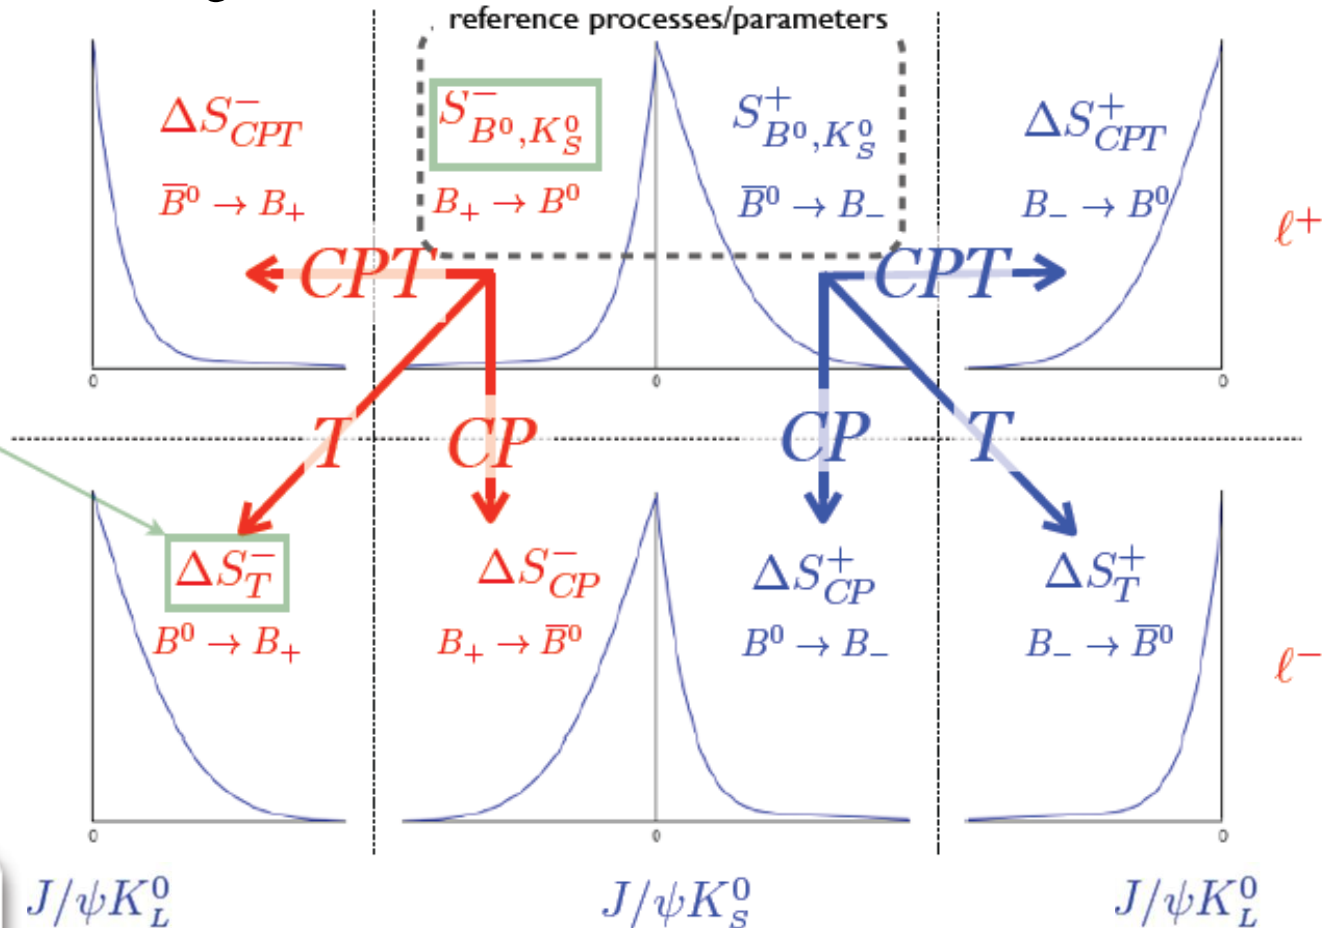 reference processes/parameters
ΔS⁻_CPT S⁻_B⁰,K⁰_S S⁺_B⁰,K⁰_S ΔS⁺_CPT
B̅⁰ → B₊ B₊ → B⁰ B̅⁰ → B₋ B₋ → B⁰
ℓ⁺
CPT CPT
0 0 0
T CP CP T
ΔS⁻_T ΔS⁻_CP ΔS⁺_CP ΔS⁺_T
B⁰ → B₊ B₊ → B̅⁰ B⁰ → B₋ B₋ → B̅⁰
ℓ⁻
0 0 0
J/ψK⁰_L J/ψK⁰_S J/ψK⁰_L